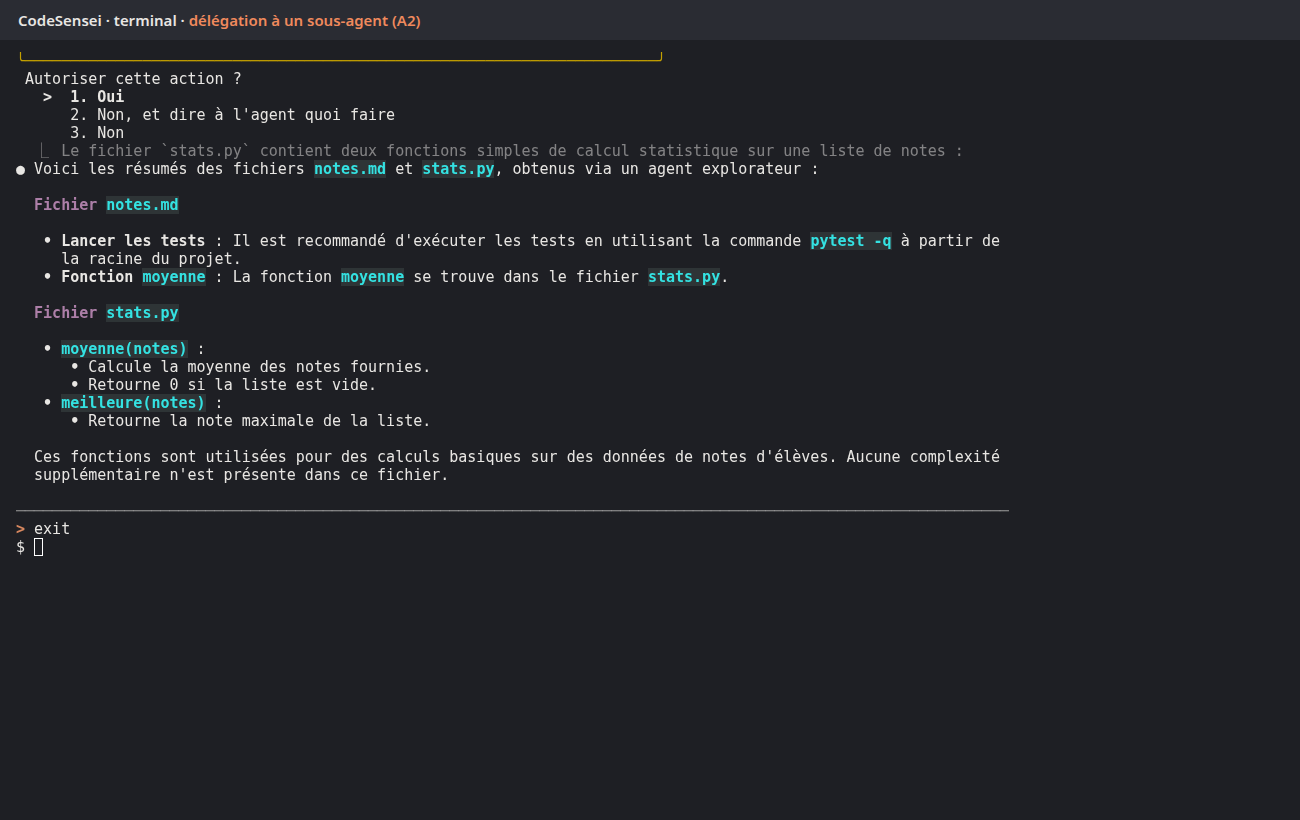 CodeSensei · terminal · délégation à un sous-agent (A2)
Autoriser cette action ?
> 1. Oui
2. Non, et dire à l'agent quoi faire
3. Non
⎿ Le fichier `stats.py` contient deux fonctions simples de calcul statistique sur une liste de notes :
● Voici les résumés des fichiers notes.md et stats.py, obtenus via un agent explorateur :
Fichier notes.md
• Lancer les tests : Il est recommandé d'exécuter les tests en utilisant la commande pytest -q à partir de
la racine du projet.
• Fonction moyenne : La fonction moyenne se trouve dans le fichier stats.py.
Fichier stats.py
• moyenne(notes) :
• Calcule la moyenne des notes fournies.
• Retourne 0 si la liste est vide.
• meilleure(notes) :
• Retourne la note maximale de la liste.
Ces fonctions sont utilisées pour des calculs basiques sur des données de notes d'élèves. Aucune complexité
supplémentaire n'est présente dans ce fichier.
> exit
$